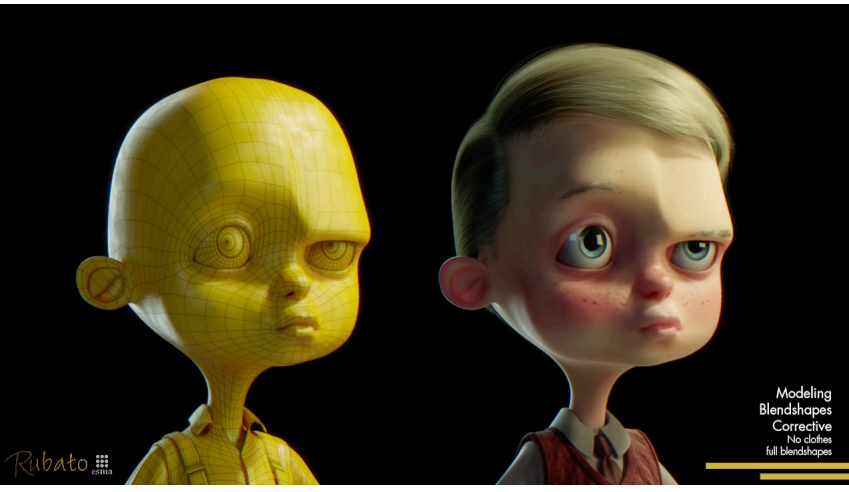 Modeling
Blendshapes
Corrective
No clothes
full blendshapes
Rubato
esma